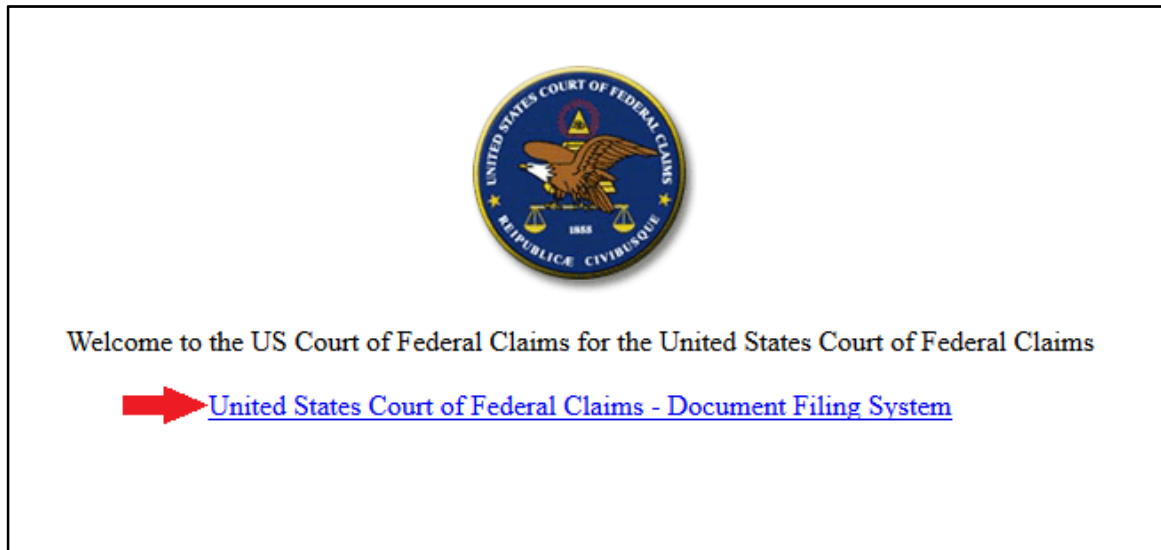 UNITED STATES COURT OF FEDERAL CLAIMS
1855
REIPUBLICÆ CIVIBUSQUE
Welcome to the US Court of Federal Claims for the United States Court of Federal Claims
United States Court of Federal Claims - Document Filing System